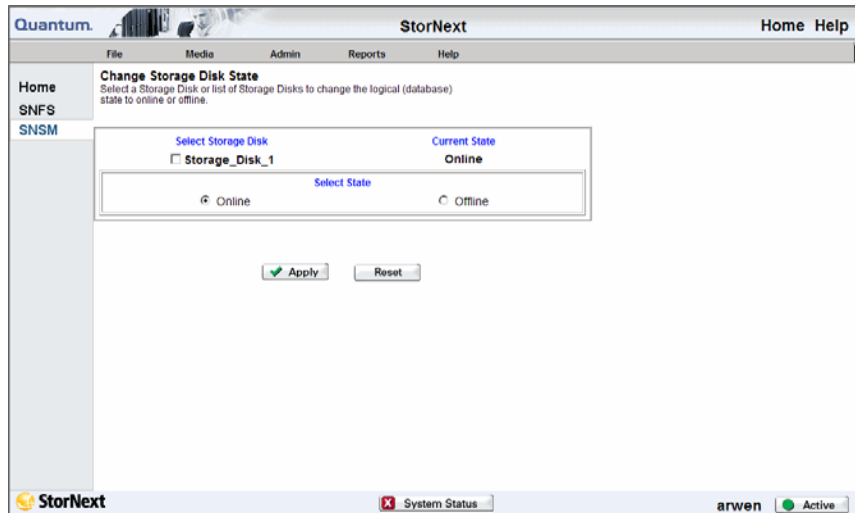 Quantum. StorNext Home Help
File Media Admin Reports Help
Home
SNFS
SNSM
Change Storage Disk State
Select a Storage Disk or list of Storage Disks to change the logical (database)
state to online or offline.
Select Storage Disk Current State
Storage_Disk_1 Online
Select State
Online Offline
Apply Reset
StorNext System Status arwen Active